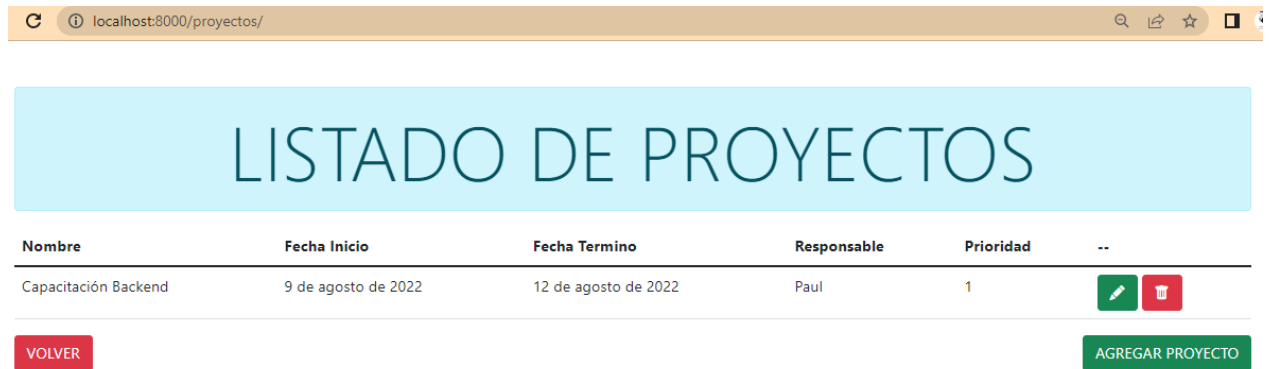 localhost:8000/proyectos/
LISTADO DE PROYECTOS
Nombre Fecha Inicio Fecha Termino Responsable Prioridad --
Capacitación Backend 9 de agosto de 2022 12 de agosto de 2022 Paul 1
VOLVER AGREGAR PROYECTO